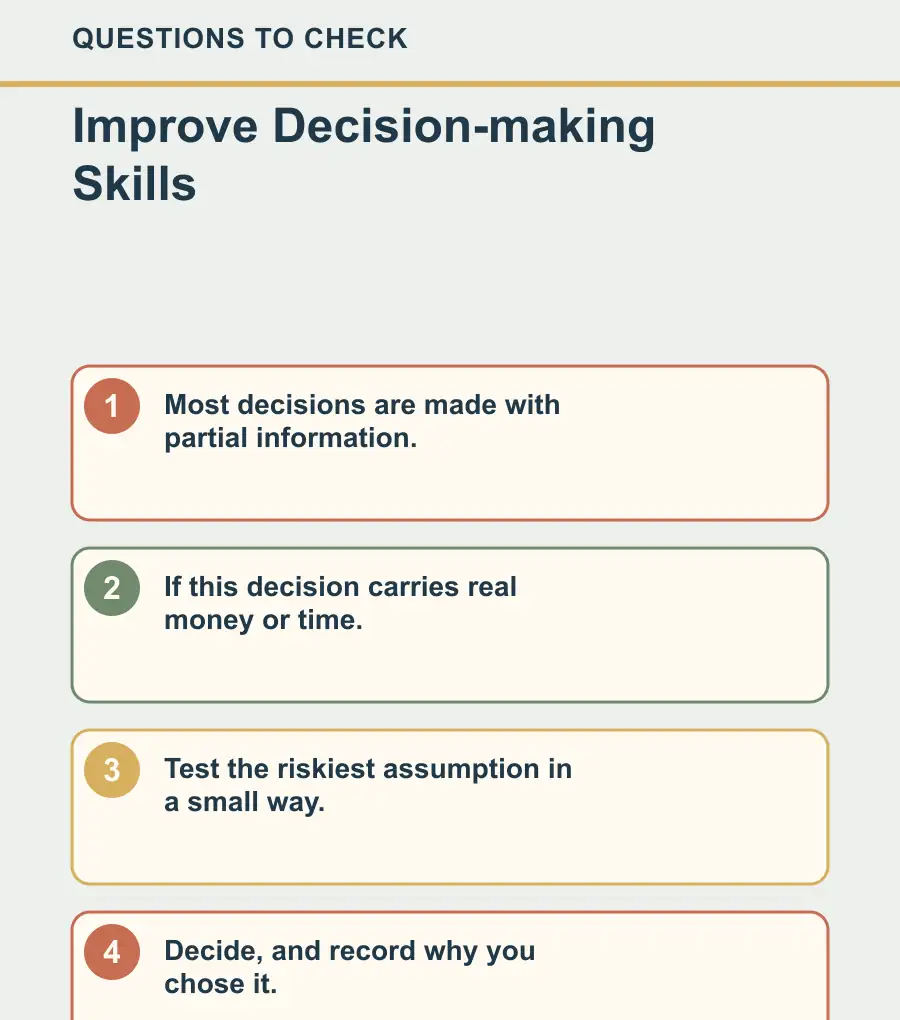 QUESTIONS TO CHECK
Improve Decision-making
Skills
1
Most decisions are made with
partial information.
2
If this decision carries real
money or time.
3
Test the riskiest assumption in
a small way.
4
Decide, and record why you
chose it.